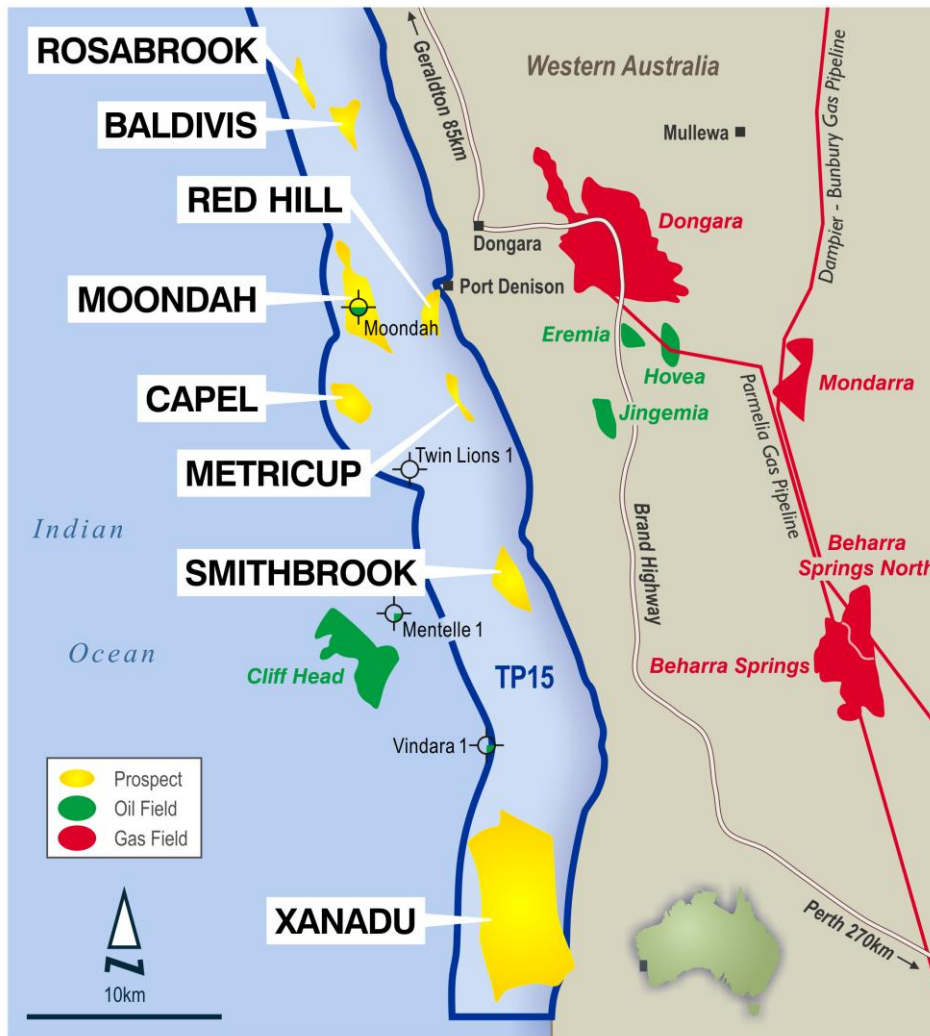 ROSABROOK
BALDIVIS
RED HILL
MOONDAH
CAPEL
METRICUP
SMITHBROOK
XANADU
Western Australia
Geraldton 85km
Mullewa
Dongara
Dongara
Port Denison
Moondah
Eremia
Hovea
Jingemia
Mondarra
Dampier - Bunbury Gas Pipeline
Parmelia Gas Pipeline
Twin Lions 1
Brand Highway
Indian
Ocean
Beharra
Springs North
Beharra Springs
Mentelle 1
Cliff Head
TP15
Vindara 1
Prospect
Oil Field
Gas Field
N
10km
Perth 270km